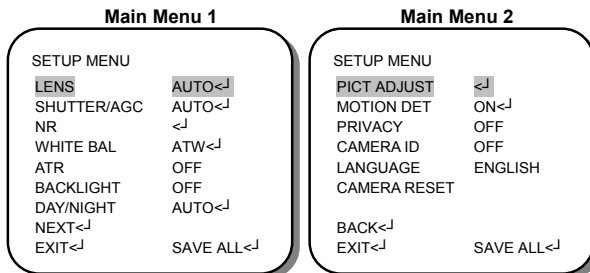 Main Menu 1
SETUP MENU
LENS AUTO<┘
SHUTTER/AGC AUTO<┘
NR <┘
WHITE BAL ATW<┘
ATR OFF
BACKLIGHT OFF
DAY/NIGHT AUTO<┘
NEXT<┘
EXIT<┘ SAVE ALL<┘
Main Menu 2
SETUP MENU
PICT ADJUST <┘
MOTION DET ON<┘
PRIVACY OFF
CAMERA ID OFF
LANGUAGE ENGLISH
CAMERA RESET
BACK<┘
EXIT<┘ SAVE ALL<┘